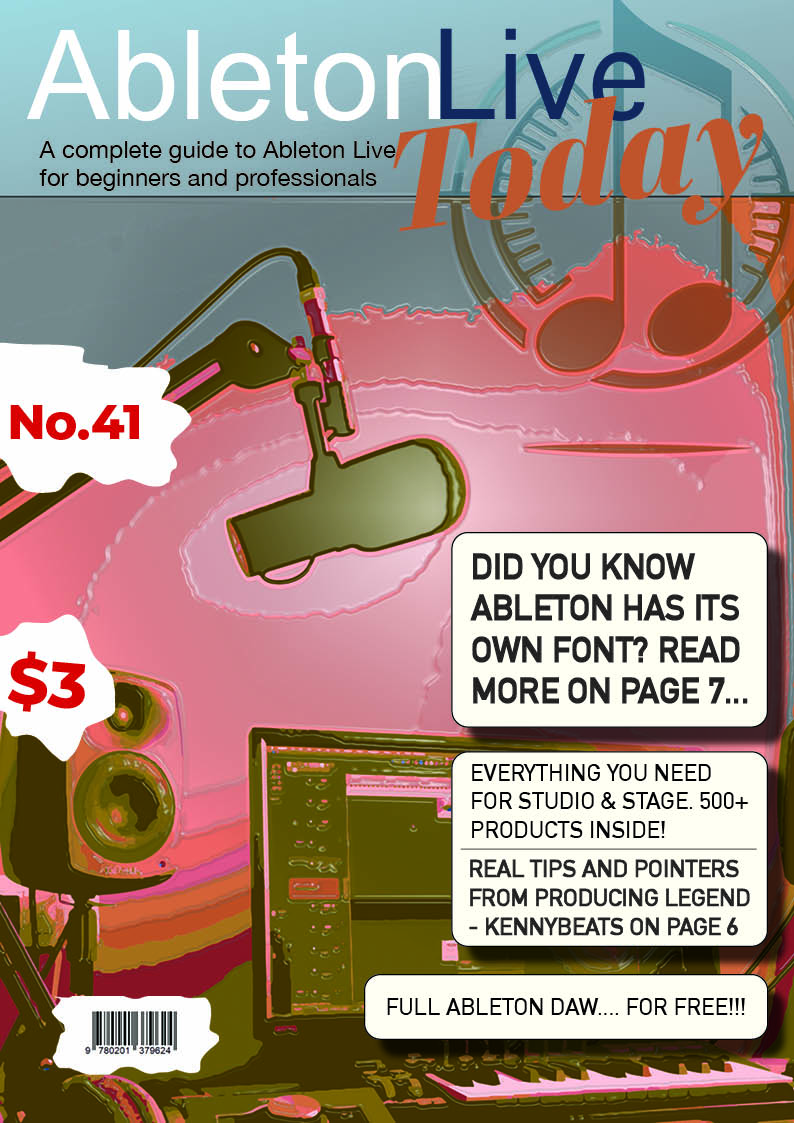 AbletonLive
Today
A complete guide to Ableton Live
for beginners and professionals
No.41
DID YOU KNOW
ABLETON HAS ITS
OWN FONT? READ
MORE ON PAGE 7...
$3
EVERYTHING YOU NEED
FOR STUDIO & STAGE. 500+
PRODUCTS INSIDE!
REAL TIPS AND POINTERS
FROM PRODUCING LEGEND
- KENNYBEATS ON PAGE 6
FULL ABLETON DAW.... FOR FREE!!!
9 780201 379624